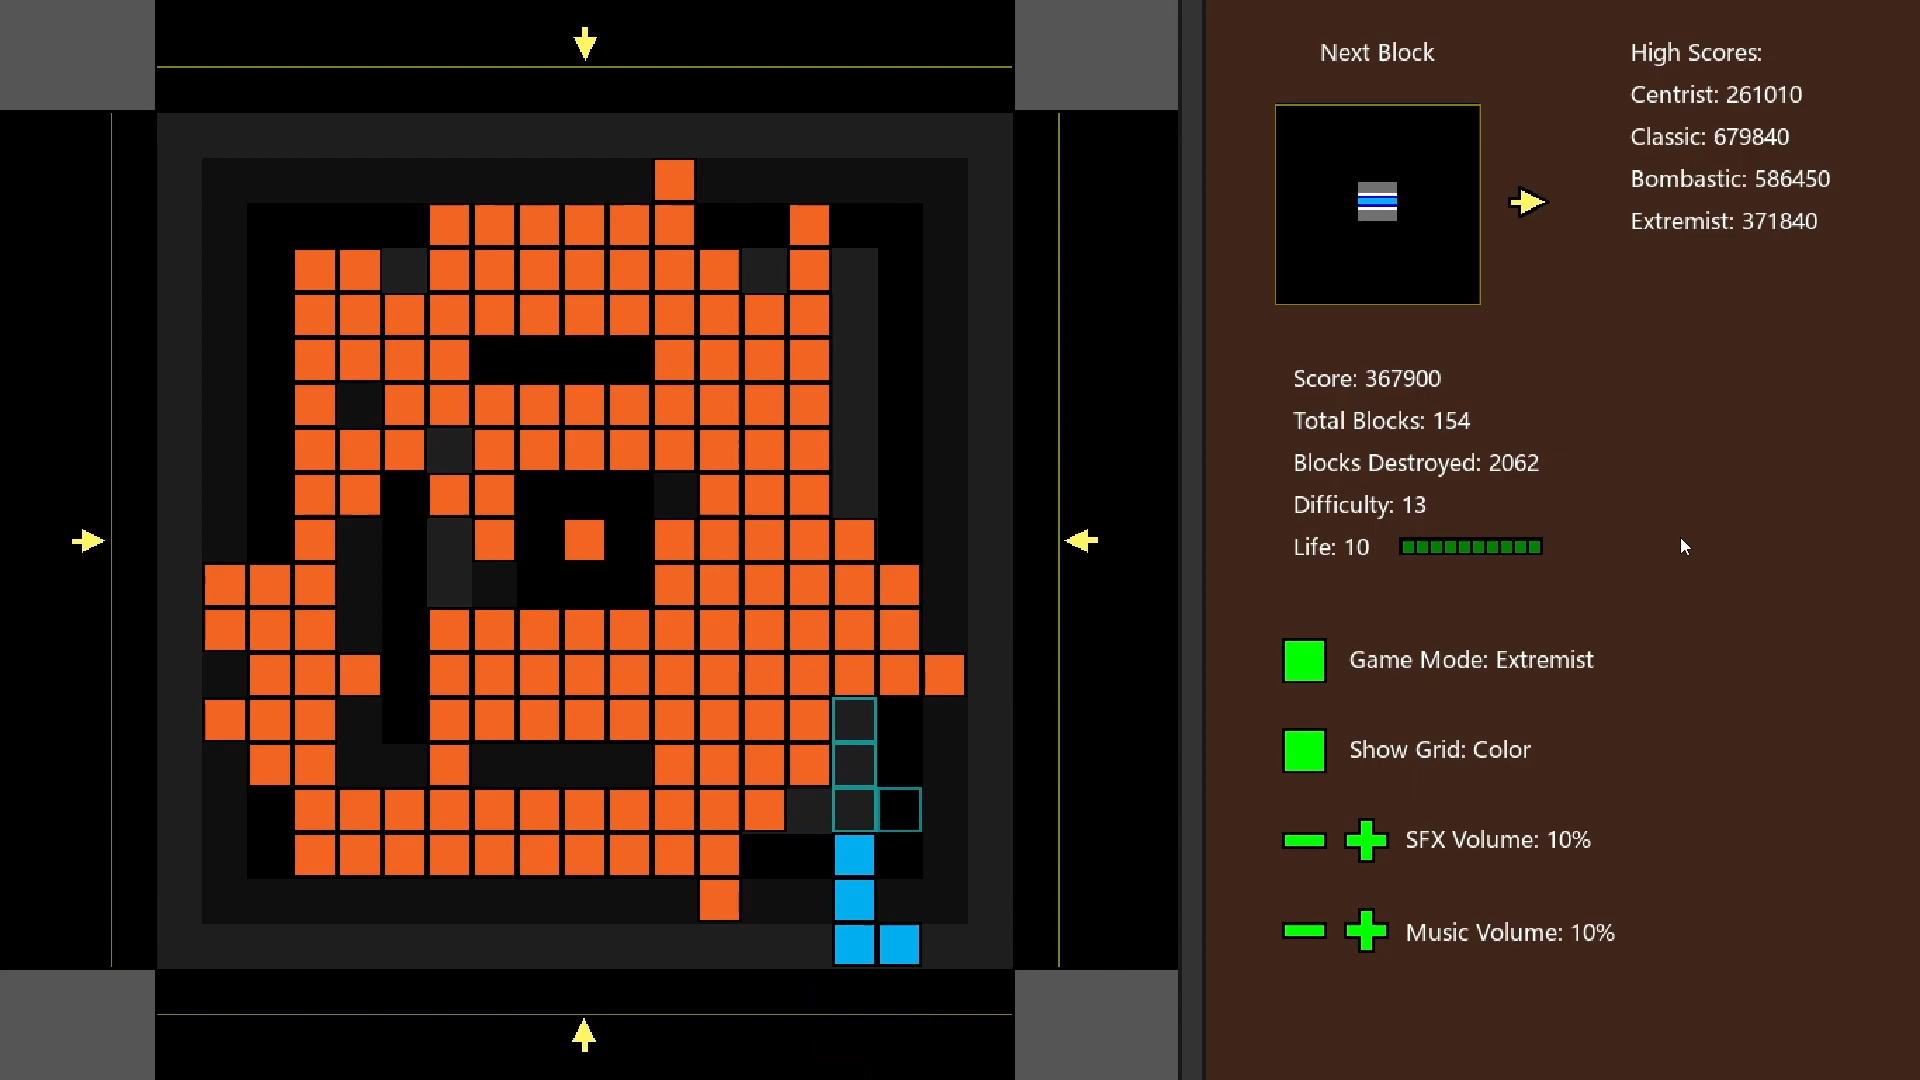 Next Block
High Scores:
Centrist: 261010
Classic: 679840
Bombastic: 586450
Extremist: 371840
Score: 367900
Total Blocks: 154
Blocks Destroyed: 2062
Difficulty: 13
Life: 10
Game Mode: Extremist
Show Grid: Color
SFX Volume: 10%
Music Volume: 10%